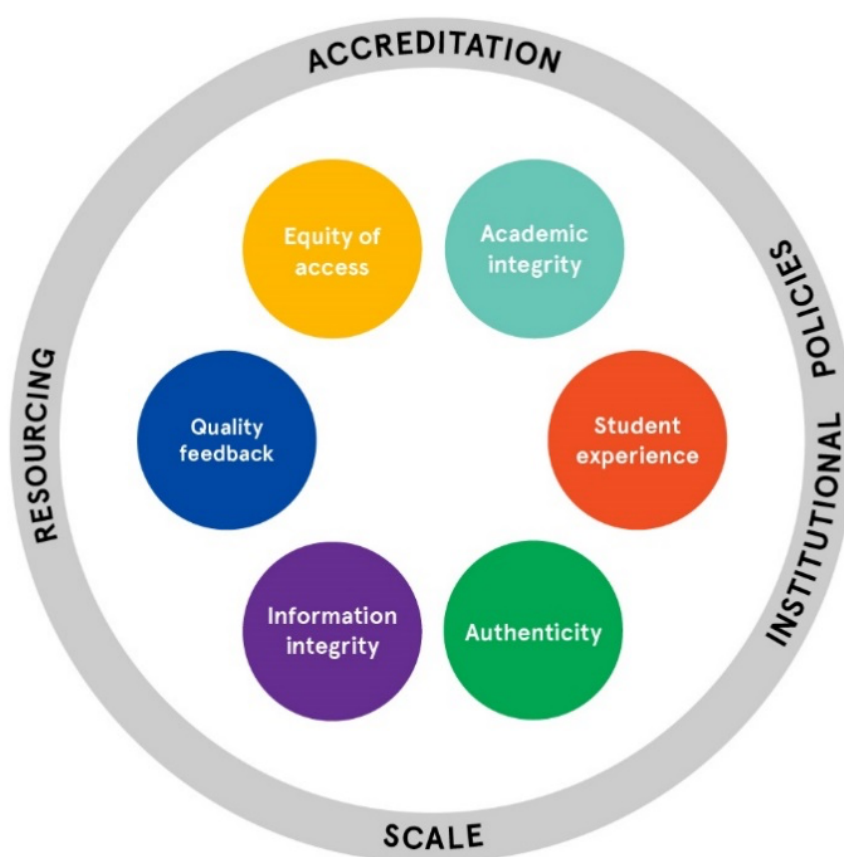 ACCREDITATION
Equity of
access
Academic
integrity
INSTITUTIONAL POLICIES
RESOURCING
Quality
feedback
Student
experience
Information
integrity
Authenticity
SCALE